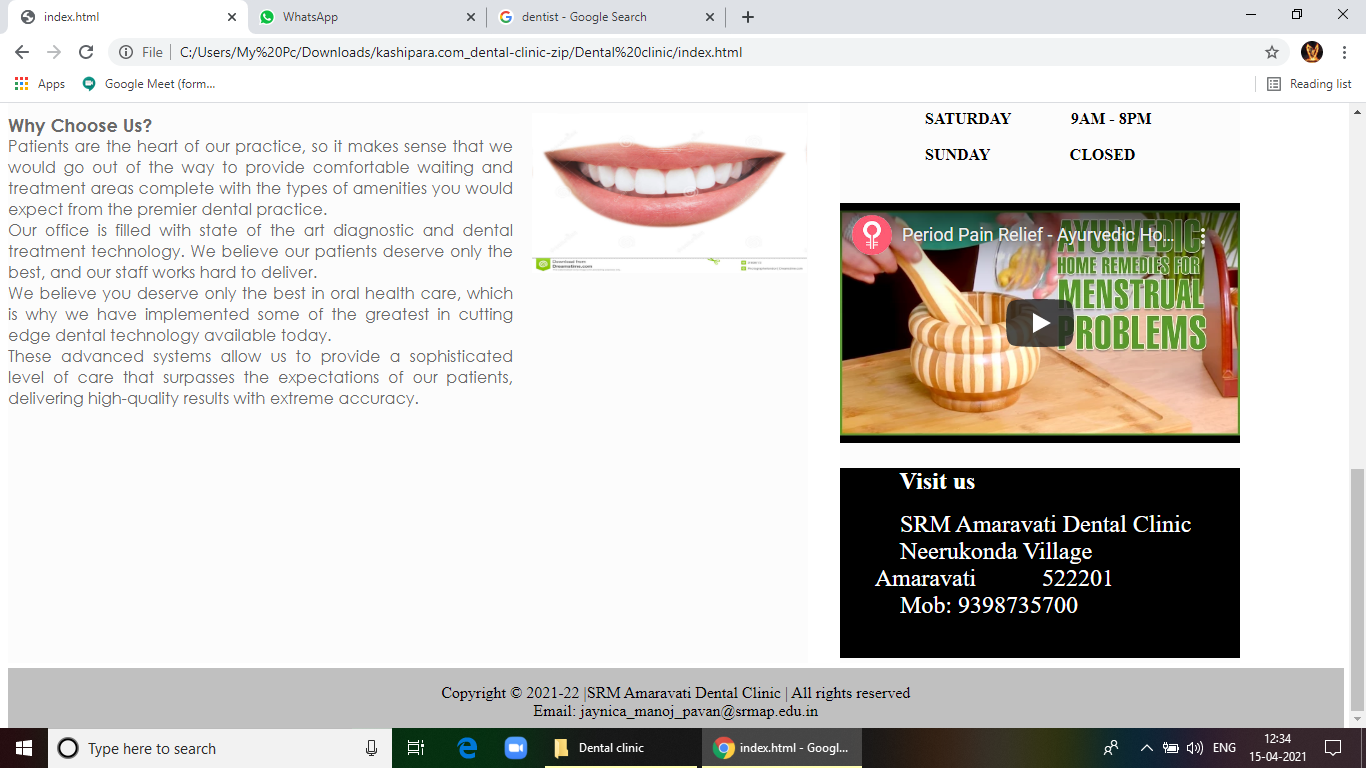 index.html
WhatsApp
dentist - Google Search
File
C:/Users/My%20Pc/Downloads/kashipara.com_dental-clinic-zip/Dental%20clinic/index.html
Apps
Google Meet (form...
Reading list
Why Choose Us?
Patients are the heart of our practice, so it makes sense that we
would go out of the way to provide comfortable waiting and
treatment areas complete with the types of amenities you would
expect from the premier dental practice.
Our office is filled with state of the art diagnostic and dental
treatment technology. We believe our patients deserve only the
best, and our staff works hard to deliver.
We believe you deserve only the best in oral health care, which
is why we have implemented some of the greatest in cutting
edge dental technology available today.
These advanced systems allow us to provide a sophisticated
level of care that surpasses the expectations of our patients,
delivering high-quality results with extreme accuracy.
SATURDAY 9AM - 8PM
SUNDAY CLOSED
Period Pain Relief - Ayurvedic Ho...
AYURVEDIC
HOME REMEDIES FOR
MENSTRUAL
PROBLEMS
Visit us
SRM Amaravati Dental Clinic
Neerukonda Village
Amaravati 522201
Mob: 9398735700
Copyright © 2021-22 |SRM Amaravati Dental Clinic | All rights reserved
Email: jaynica_manoj_pavan@srmap.edu.in
Type here to search
Dental clinic
index.html - Googl...
ENG
12:34
15-04-2021